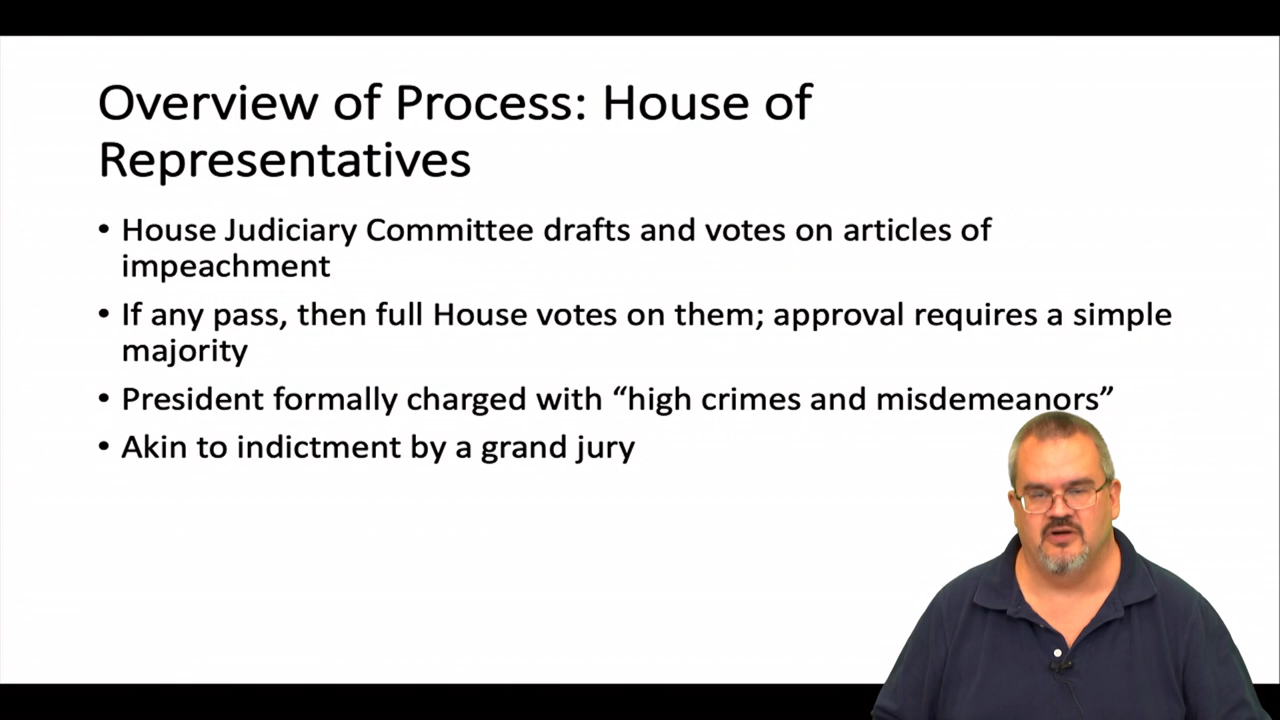 Overview of Process: House of
Representatives
• House Judiciary Committee drafts and votes on articles of
impeachment
• If any pass, then full House votes on them; approval requires a simple
majority
• President formally charged with “high crimes and misdemeanors”
• Akin to indictment by a grand jury